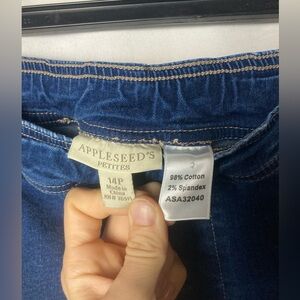 APPLESEED'S
PETITES
14P
Made in
China
98% Cotton
2% Spandex
ASA32040